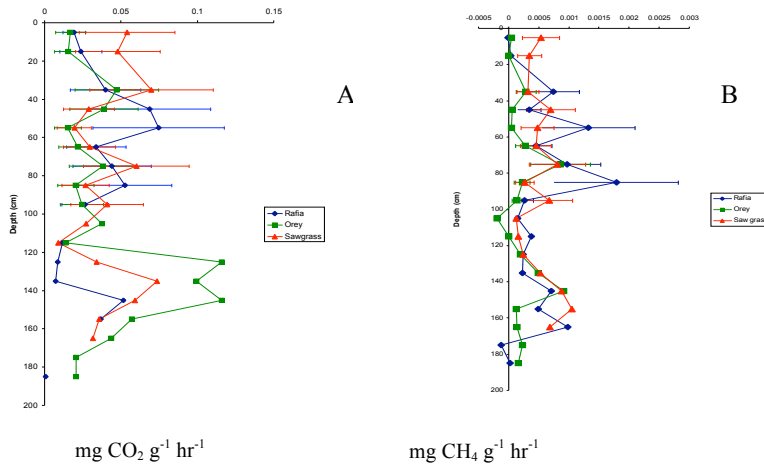 0 0.05 0.1 0.15
0
20
40
60
80
100
120
140
160
180
200
Depth (cm)
A
Rafia
Orey
Sawgrass
mg CO₂ g⁻¹ hr⁻¹
-0.0005 0 0.0005 0.001 0.0015 0.002 0.0025 0.003
0
20
40
60
80
100
120
140
160
180
200
Depth (cm)
B
Rafia
Orey
Saw grass
mg CH₄ g⁻¹ hr⁻¹